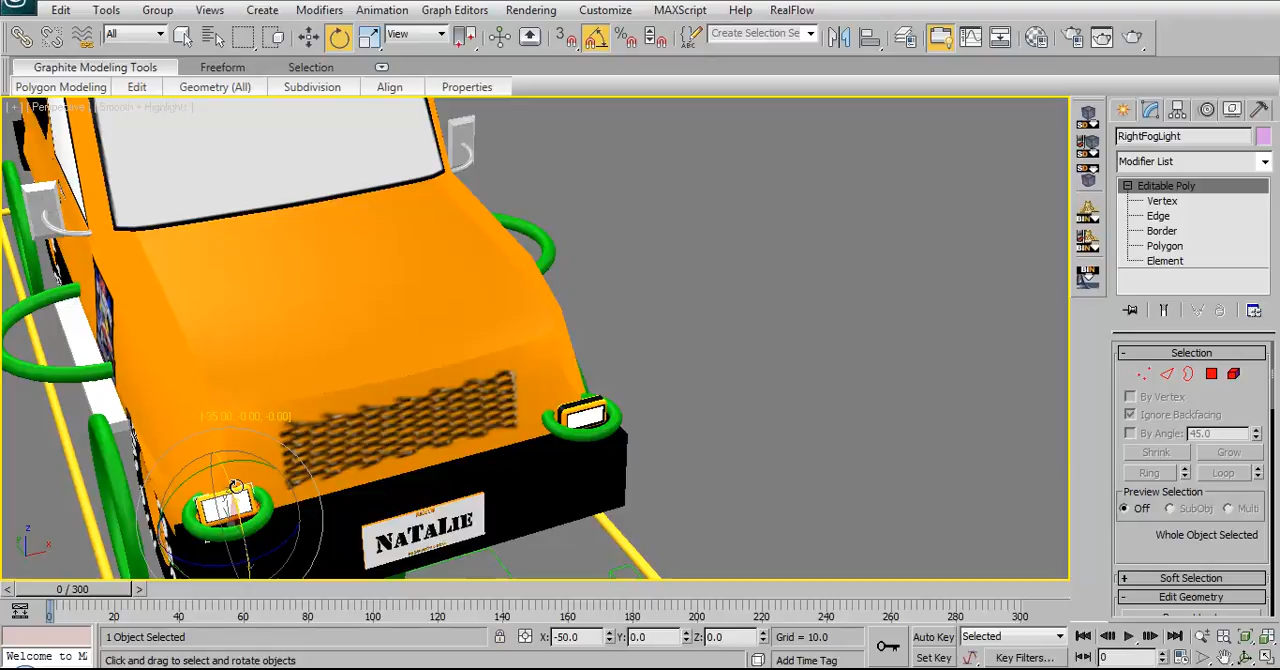 Edit Tools Group Views Create Modifiers Animation Graph Editors Rendering Customize MAXScript Help RealFlow
All View 3 Create Selection Se
Graphite Modeling Tools Freeform Selection
Polygon Modeling Edit Geometry (All) Subdivision Align Properties
[ + ] Perspective [ Smooth + Highlights ]
RightFogLight
Modifier List
Editable Poly
Vertex
Edge
Border
Polygon
Element
Selection
By Vertex
Ignore Backfacing
By Angle: 45.0
Shrink Grow
Ring Loop
Preview Selection
Off SubObj Multi
Whole Object Selected
Soft Selection
Edit Geometry
[-35.00, 0.00, -0.00]
NATALIE
z
x
< 0 / 300 >
0 20 40 60 80 100 120 140 160 180 200 220 240 260 280 300
1 Object Selected X: -50.0 Y: 0.0 Z: 0.0 Grid = 10.0 Auto Key Selected
Welcome to M Click and drag to select and rotate objects Add Time Tag Set Key Key Filters... 0